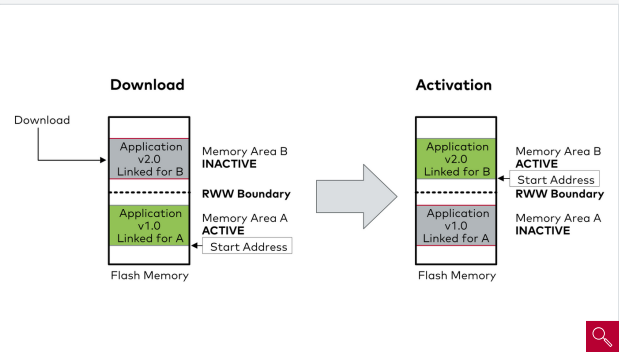 Download
Download
Application
v2.0
Linked for B
Memory Area B
INACTIVE
RWW Boundary
Application
v1.0
Linked for A
Memory Area A
ACTIVE
Start Address
Flash Memory
Activation
Application
v2.0
Linked for B
Memory Area B
ACTIVE
Start Address
RWW Boundary
Application
v1.0
Linked for A
Memory Area A
INACTIVE
Flash Memory